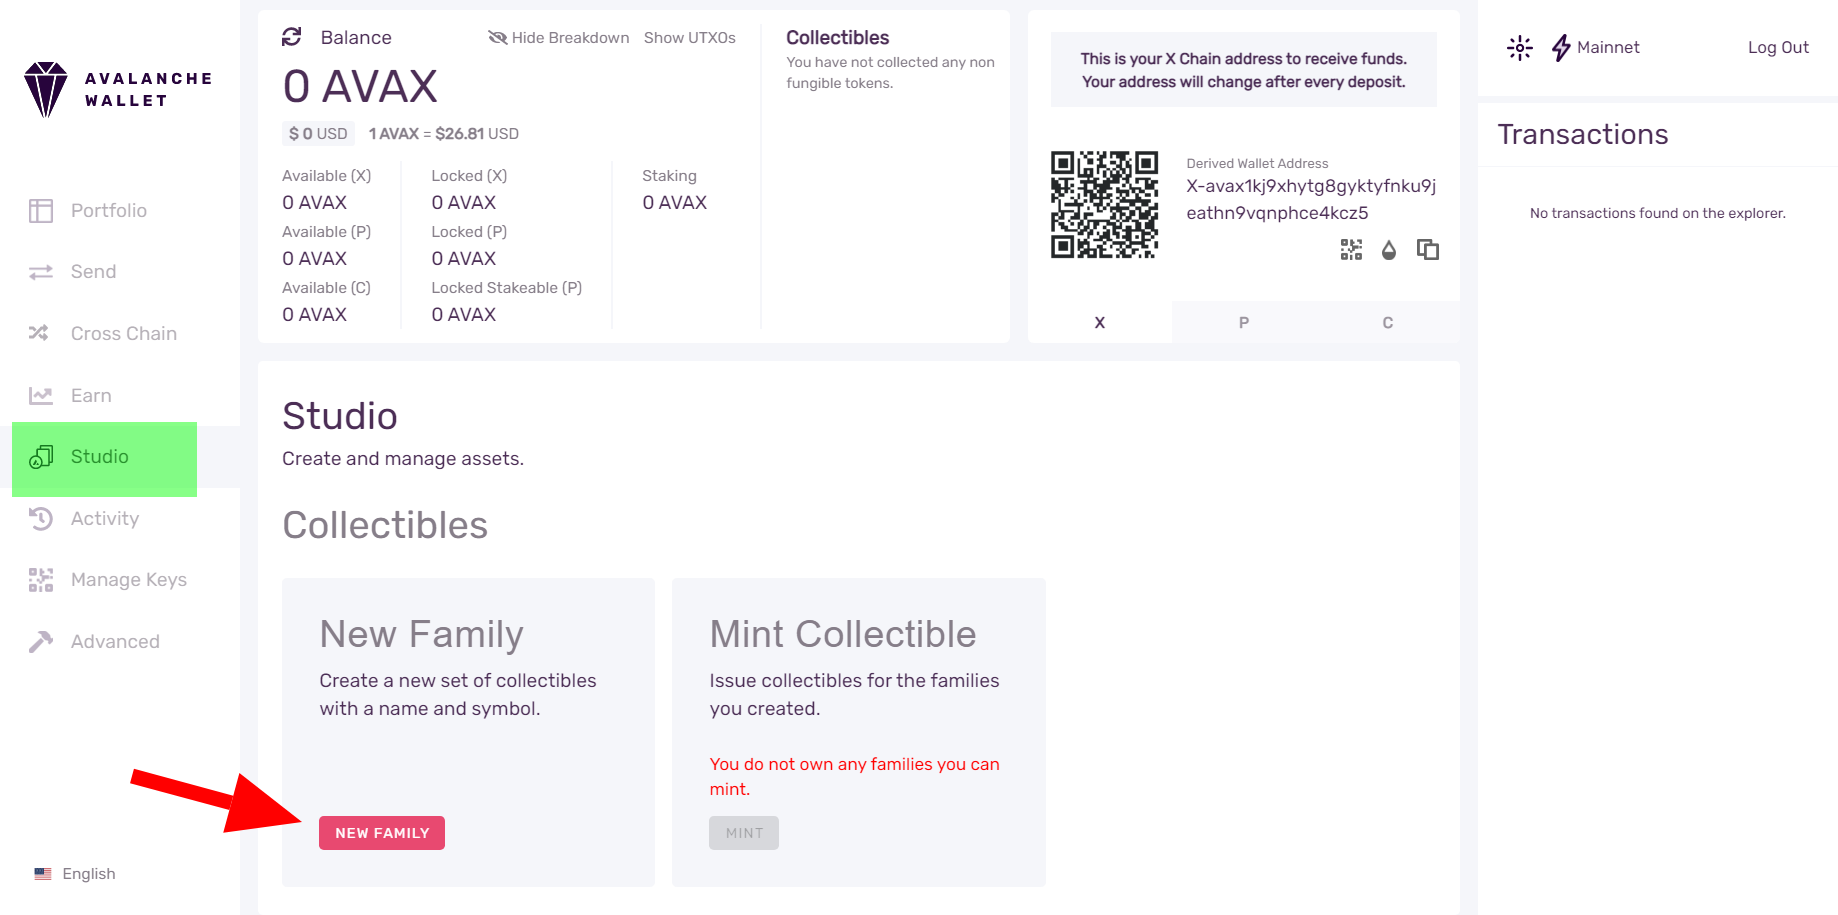 AVALANCHE
WALLET
Portfolio
Send
Cross Chain
Earn
Studio
Activity
Manage Keys
Advanced
English
Balance
Hide Breakdown
Show UTXOs
0 AVAX
$ 0 USD
1 AVAX = $26.81 USD
Available (X)
0 AVAX
Available (P)
0 AVAX
Available (C)
0 AVAX
Locked (X)
0 AVAX
Locked (P)
0 AVAX
Locked Stakeable (P)
0 AVAX
Staking
0 AVAX
Collectibles
You have not collected any non
fungible tokens.
This is your X Chain address to receive funds.
Your address will change after every deposit.
Derived Wallet Address
X-avax1kj9xhytg8gyktyfnku9j
eathn9vqnphce4kcz5
X
P
C
Mainnet
Log Out
Transactions
No transactions found on the explorer.
Studio
Create and manage assets.
Collectibles
New Family
Create a new set of collectibles
with a name and symbol.
NEW FAMILY
Mint Collectible
Issue collectibles for the families
you created.
You do not own any families you can
mint.
MINT